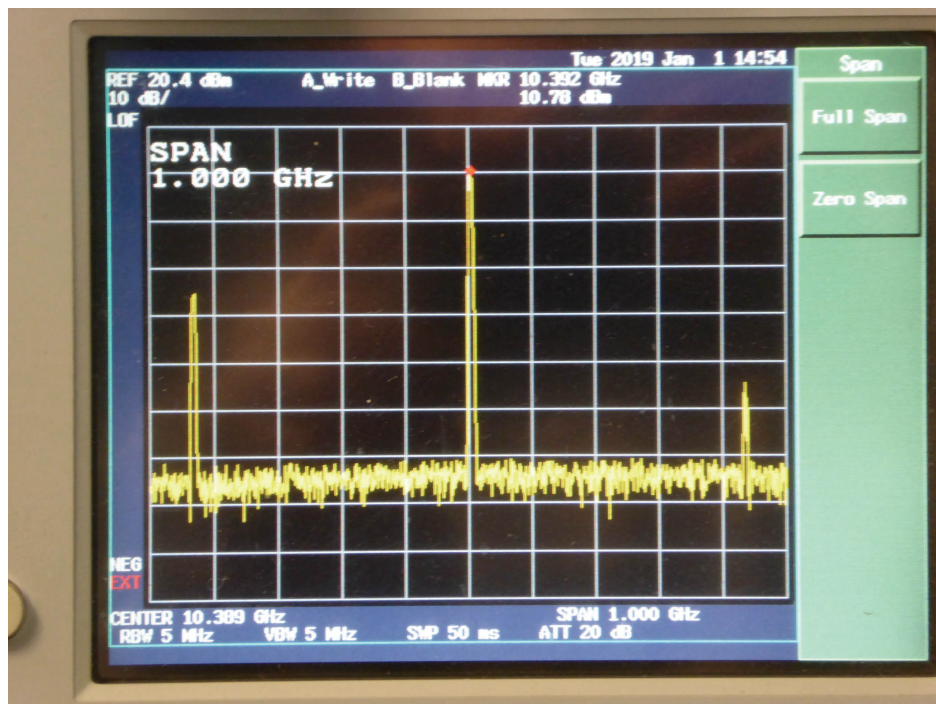 Tue 2019 Jan 1 14:54
REF 20.4 dBm A_Write B_Blank MKR 10.392 GHz
10 dB/ 10.78 dBm
LOF
SPAN
1.000 GHz
NEG
EXT
CENTER 10.389 GHz SPAN 1.000 GHz
RBW 5 MHz VBW 5 MHz SWP 50 ms ATT 20 dB
Span
Full Span
Zero Span